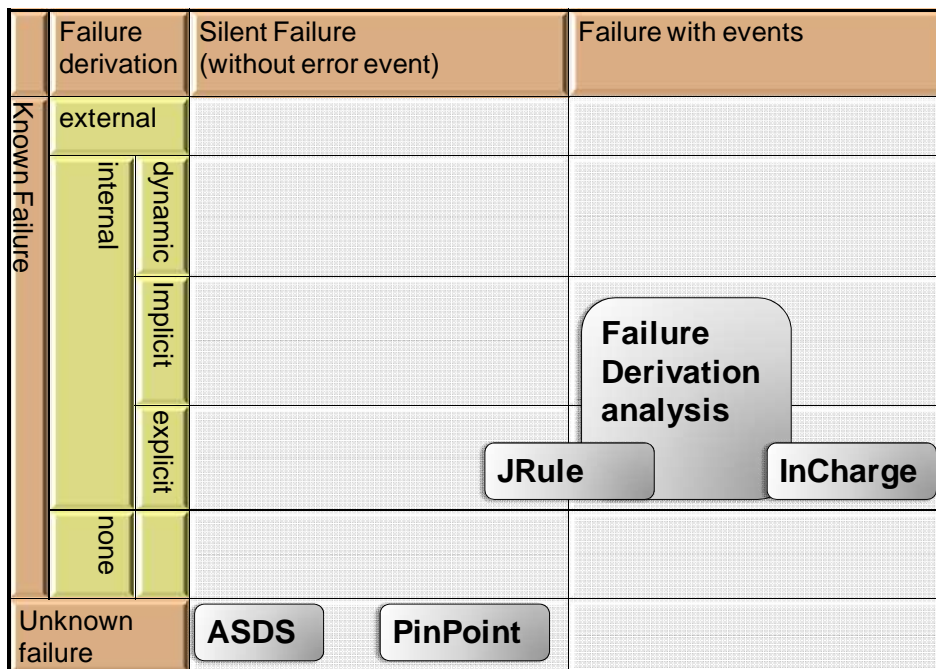 Failure
derivation
Silent Failure
(without error event)
Failure with events
Known Failure
external
internal
dynamic
Implicit
Failure
Derivation
analysis
explicit
JRule
InCharge
none
Unknown
failure
ASDS
PinPoint